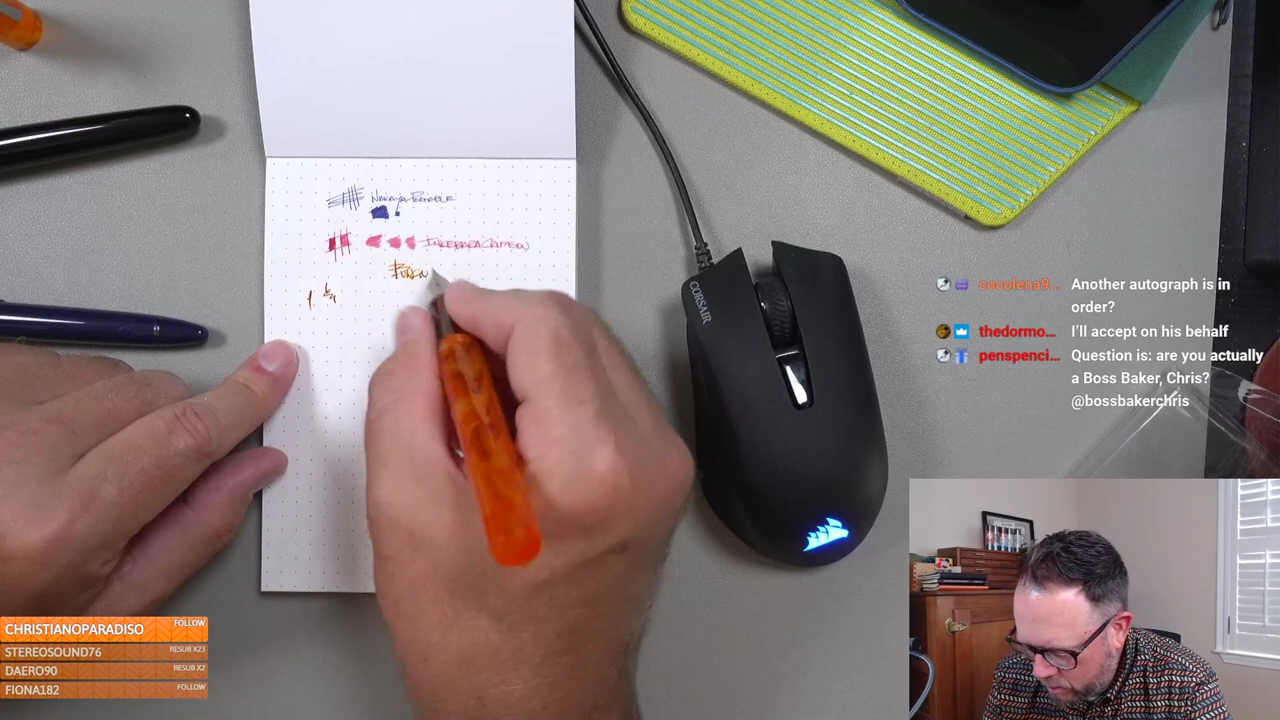 CORSAIR
cocolena9... Another autograph is in
order?
thedormo... I'll accept on his behalf
penspenci... Question is: are you actually
a Boss Baker, Chris?
@bossbakerchris
CHRISTIANOPARADISO FOLLOW
STEREOSOUND76 RESUB X23
DAERO90 RESUB X2
FIONA182 FOLLOW